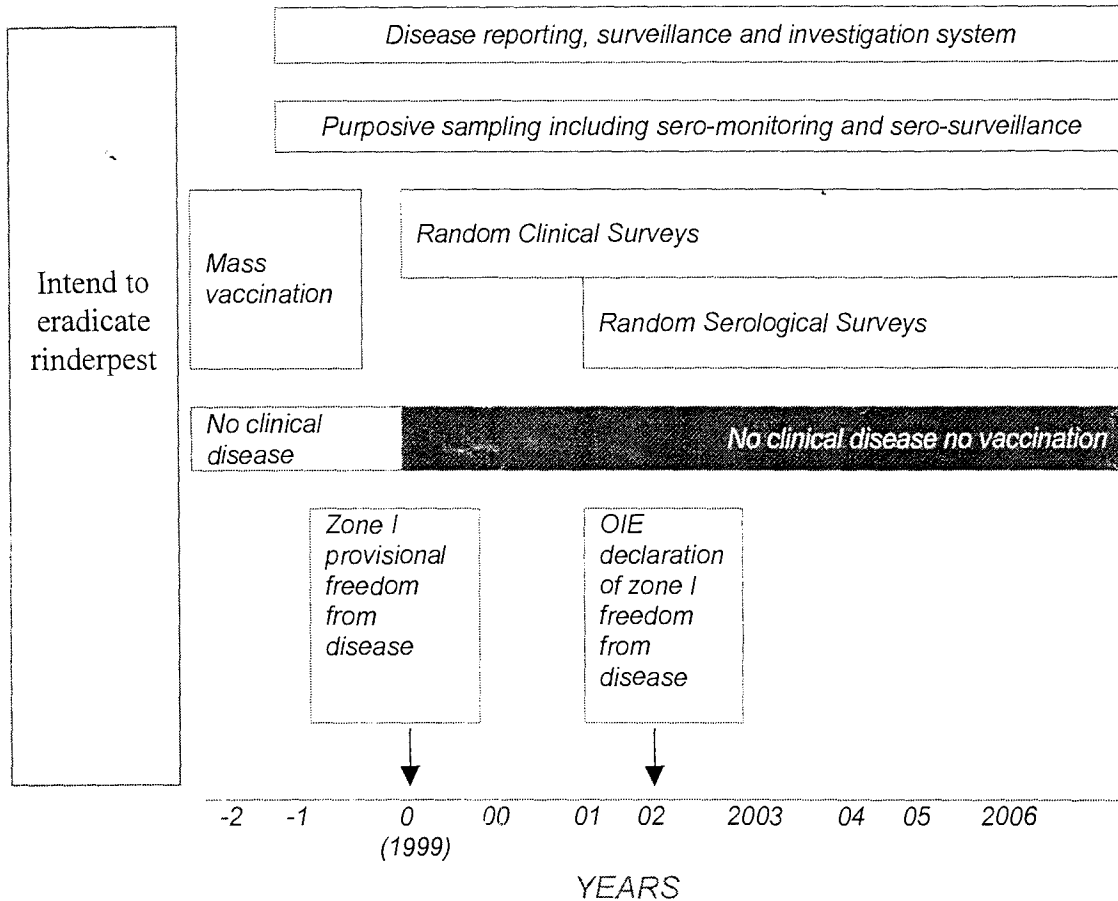 Disease reporting, surveillance and investigation system
Purposive sampling including sero-monitoring and sero-surveillance
Intend to
eradicate
rinderpest
Mass
vaccination
Random Clinical Surveys
Random Serological Surveys
No clinical
disease
No clinical disease no vaccination
Zone I
provisional
freedom
from
disease
OIE
declaration
of zone I
freedom
from
disease
-2 -1 0 00 01 02 2003 04 05 2006
(1999)
YEARS